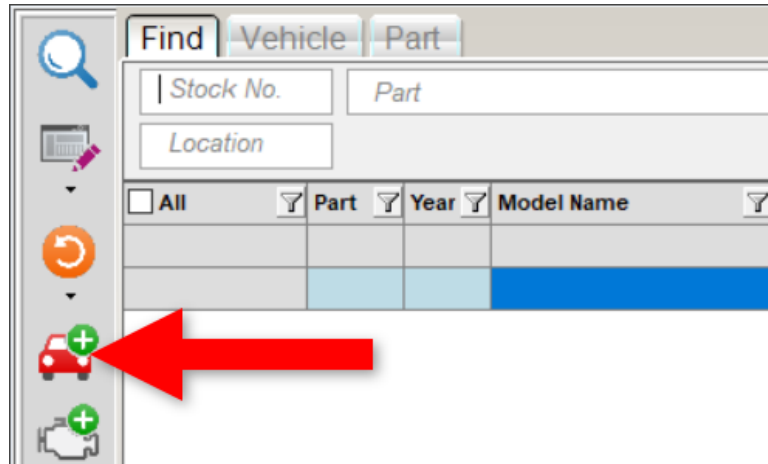 Find Vehicle Part
Stock No. Part
Location
All Part Year Model Name